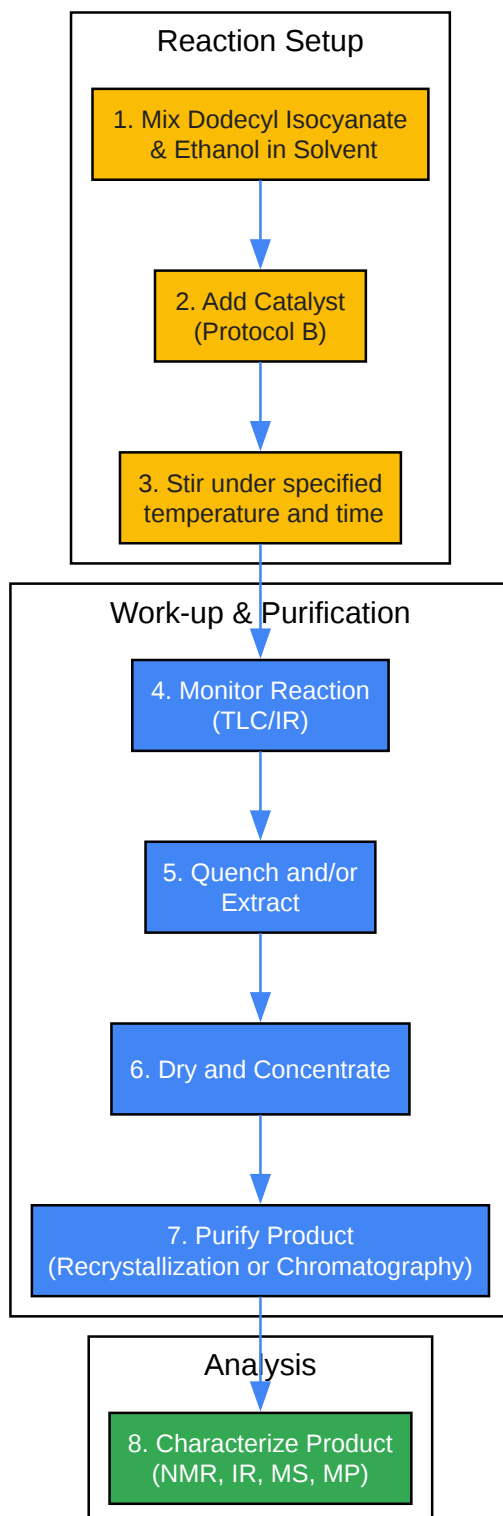 Reaction Setup
1. Mix Dodecyl Isocyanate
& Ethanol in Solvent
2. Add Catalyst
(Protocol B)
3. Stir under specified
temperature and time
Work-up & Purification
4. Monitor Reaction
(TLC/IR)
5. Quench and/or
Extract
6. Dry and Concentrate
7. Purify Product
(Recrystallization or Chromatography)
Analysis
8. Characterize Product
(NMR, IR, MS, MP)